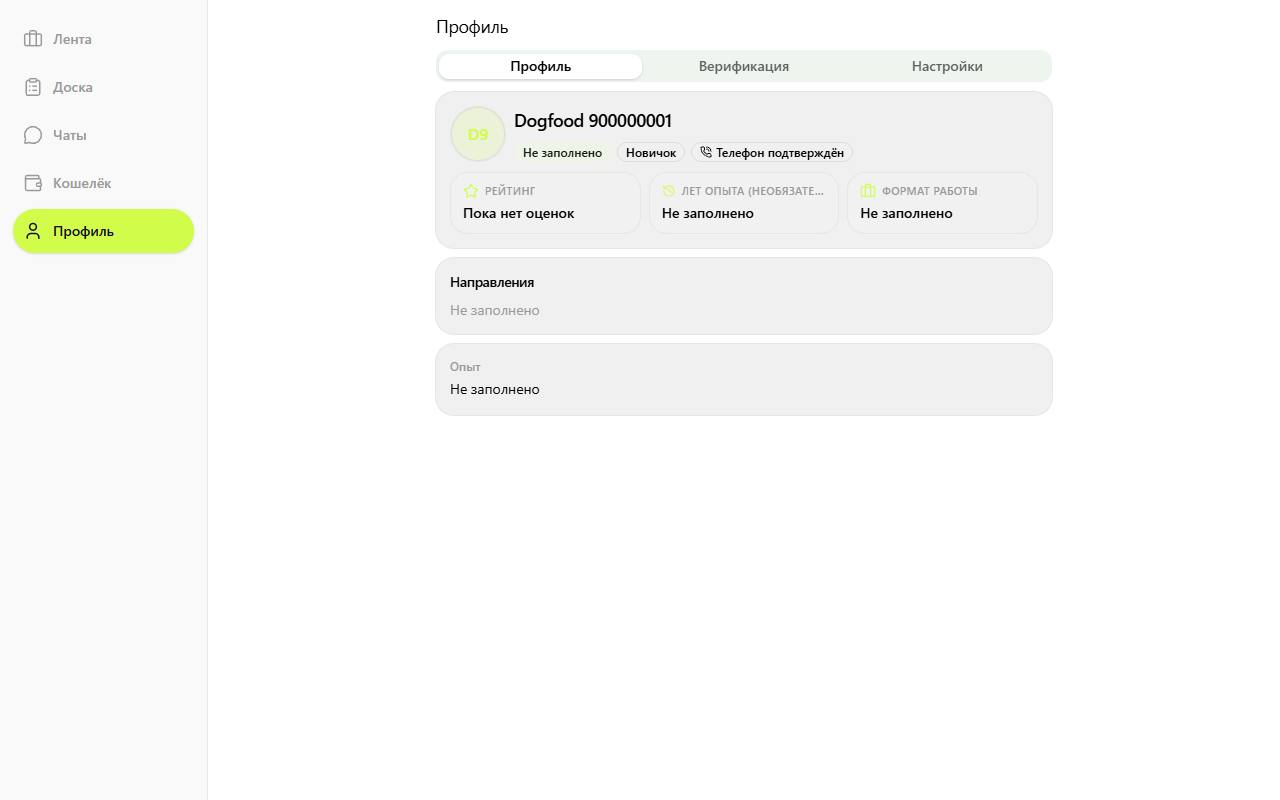 Лента
Доска
Чаты
Кошелёк
Профиль
Профиль
Профиль
Верификация
Настройки
D9
Dogfood 900000001
Не заполнено
Новичок
Телефон подтверждён
РЕЙТИНГ
Пока нет оценок
ЛЕТ ОПЫТА (НЕОБЯЗАТЕ...
Не заполнено
ФОРМАТ РАБОТЫ
Не заполнено
Направления
Не заполнено
Опыт
Не заполнено